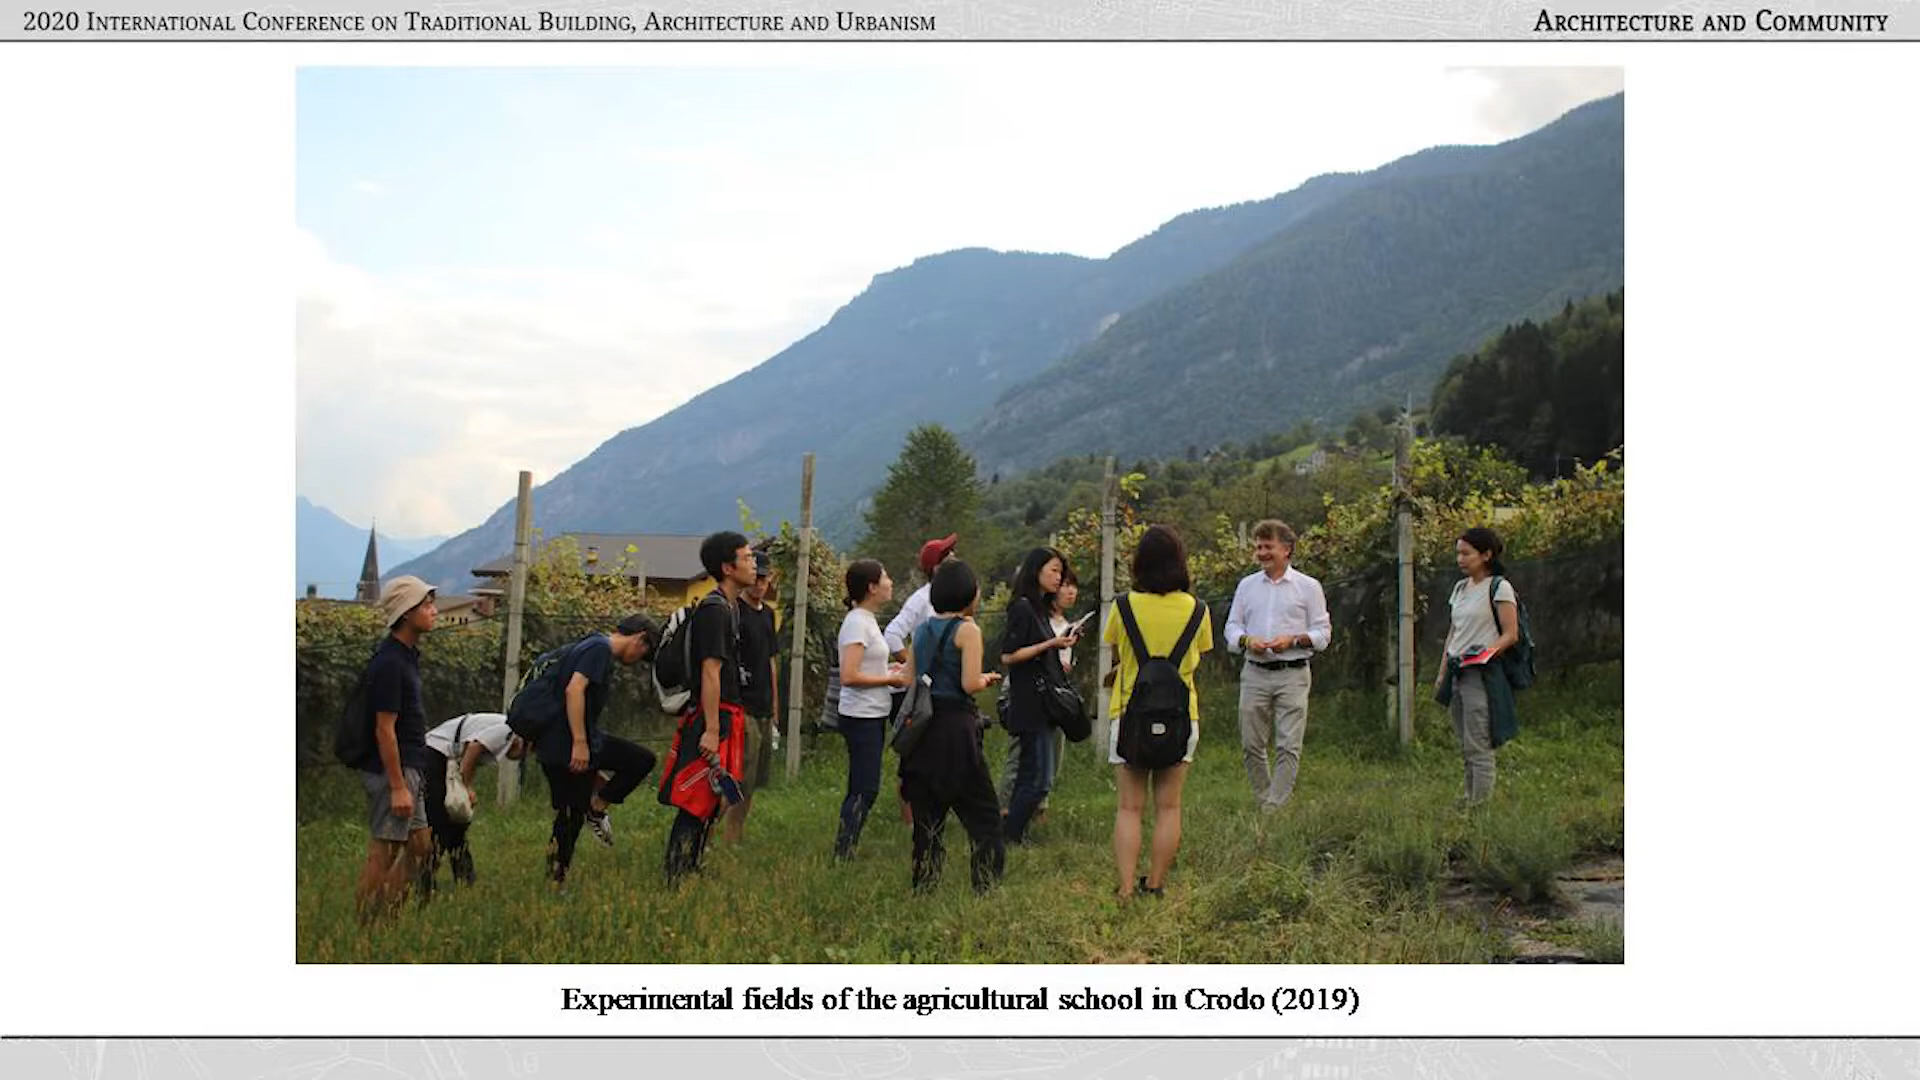 2020 International Conference on Traditional Building, Architecture and Urbanism
Architecture and Community
Experimental fields of the agricultural school in Crodo (2019)